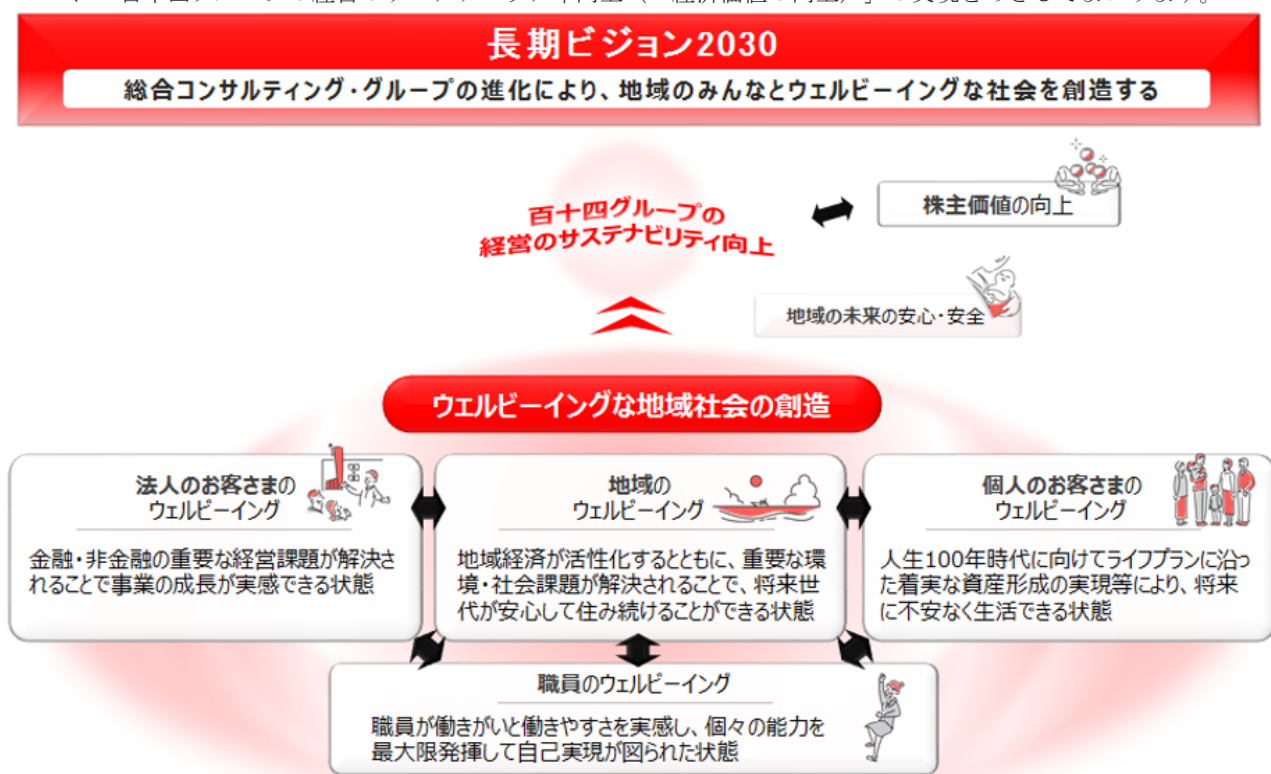 長期ビジョン2030
総合コンサルティング・グループの進化により、地域のみんなとウェルビーイングな社会を創造する
百十四グループの
経営のサステナビリティ向上
株主価値の向上
地域の未来の安心・安全
ウェルビーイングな地域社会の創造
法人のお客さまの
ウェルビーイング
金融・非金融の重要な経営課題が解決さ
れることで事業の成長が実感できる状態
地域の
ウェルビーイング
地域経済が活性化するとともに、重要な環
境・社会課題が解決されることで、将来世
代が安心して住み続けることができる状態
個人のお客さまの
ウェルビーイング
人生100年時代に向けてライフプランに沿っ
た着実な資産形成の実現等により、将来
に不安なく生活できる状態
職員のウェルビーイング
職員が働きがいと働きやすさを実感し、個々の能力を
最大限発揮して自己実現が図られた状態